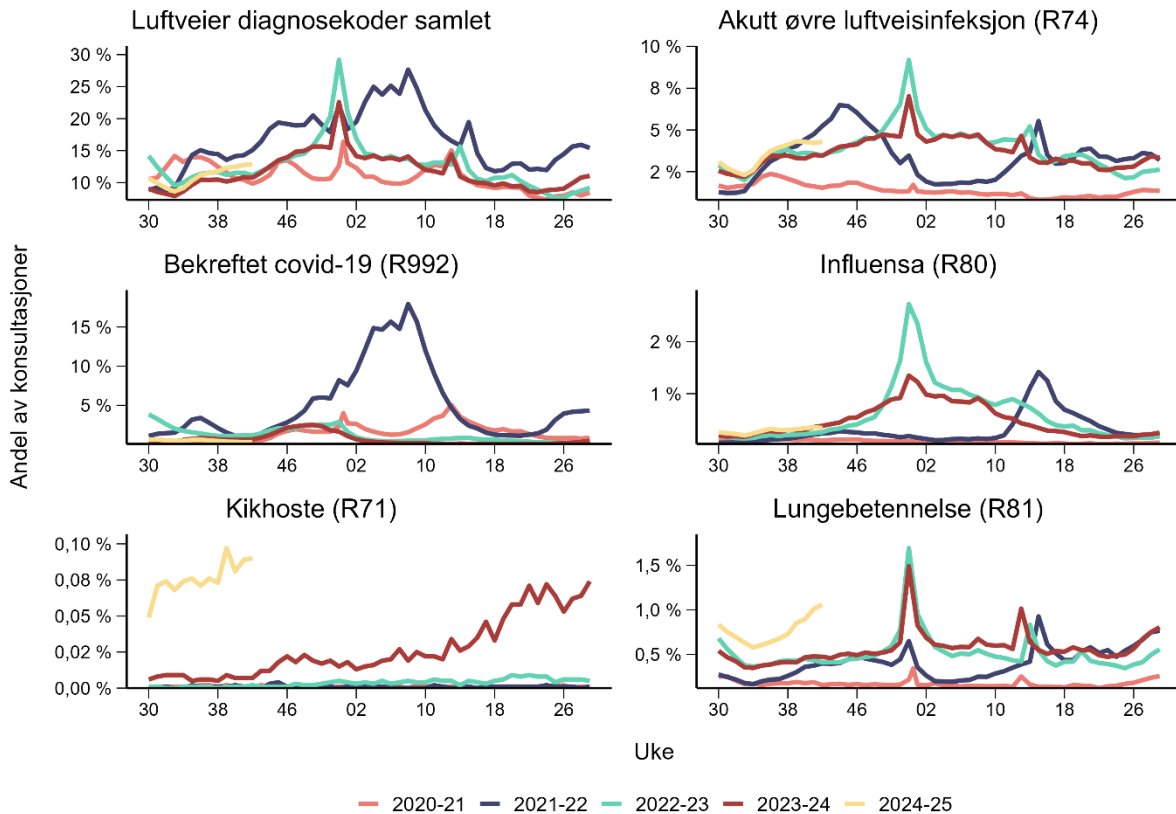 Luftveier diagnosekoder samlet
30 %
25 %
20 %
15 %
10 %
30 38 46 02 10 18 26
Akutt øvre luftveisinfeksjon (R74)
10 %
8 %
5 %
2 %
30 38 46 02 10 18 26
Bekreftet covid-19 (R992)
15 %
10 %
5 %
30 38 46 02 10 18 26
Influensa (R80)
2 %
1 %
30 38 46 02 10 18 26
Kikhoste (R71)
0,10 %
0,08 %
0,05 %
0,02 %
0,00 %
30 38 46 02 10 18 26
Lungebetennelse (R81)
1,5 %
1,0 %
0,5 %
30 38 46 02 10 18 26
Andel av konsultasjoner
Uke
2020-21 2021-22 2022-23 2023-24 2024-25